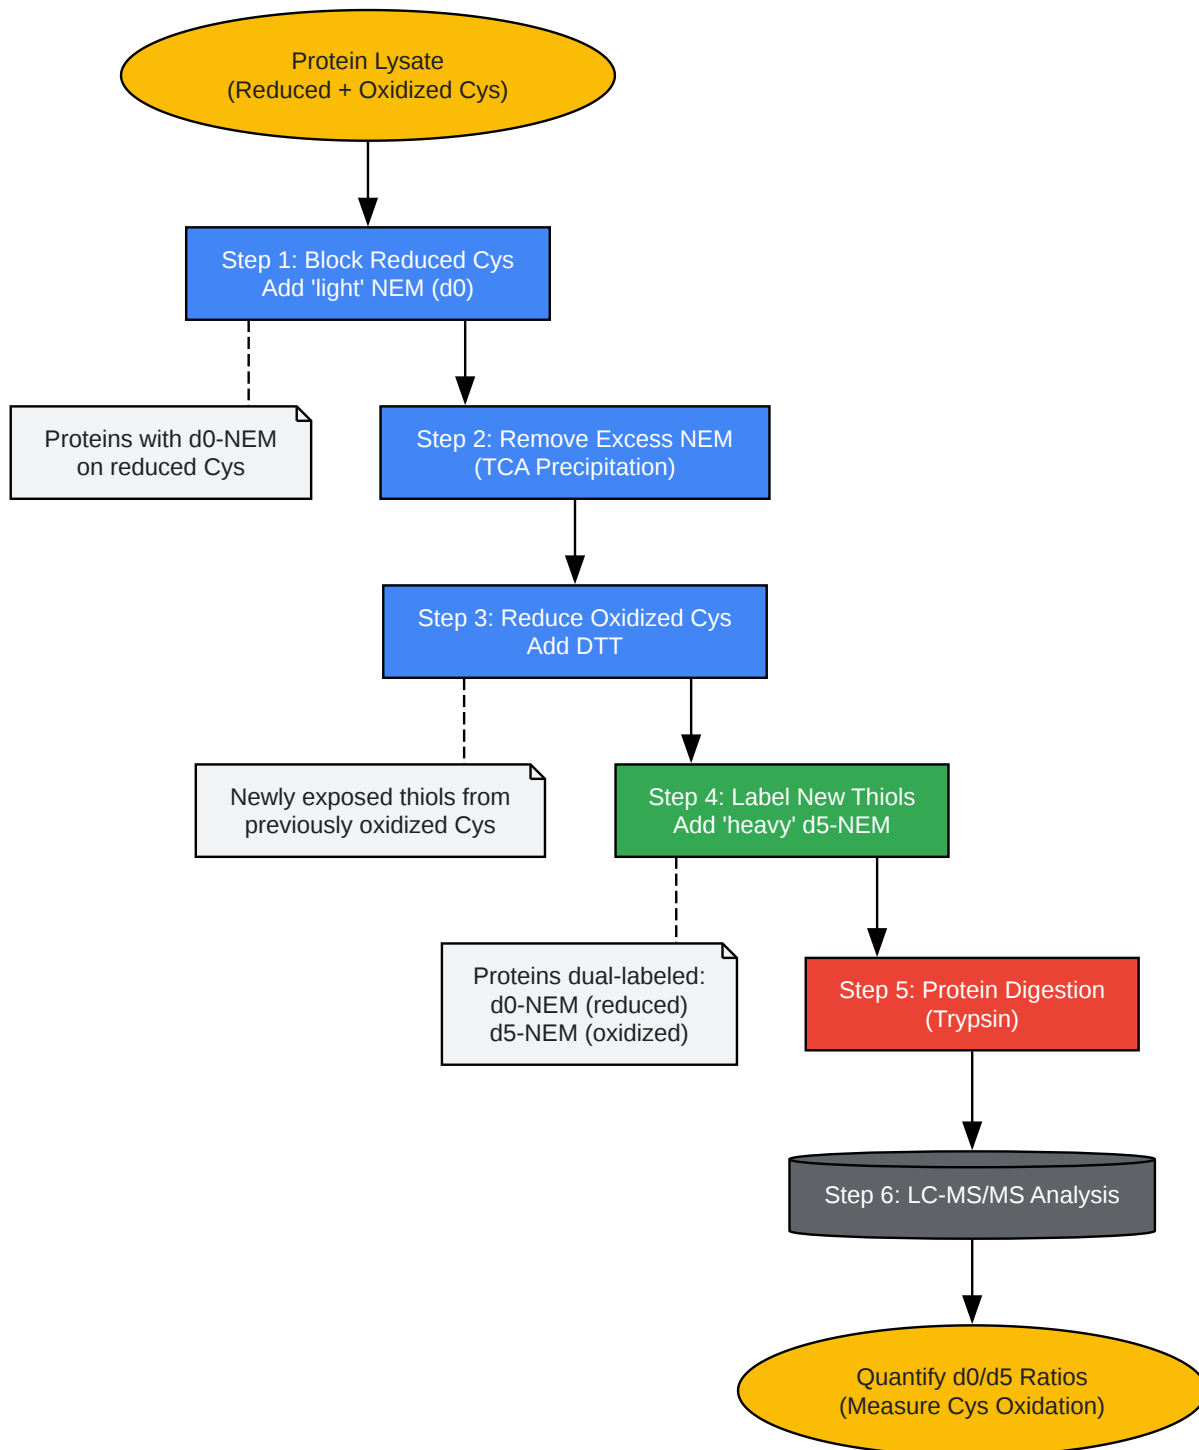 Protein Lysate
(Reduced + Oxidized Cys)
Step 1: Block Reduced Cys
Add 'light' NEM (d0)
Proteins with d0-NEM
on reduced Cys
Step 2: Remove Excess NEM
(TCA Precipitation)
Step 3: Reduce Oxidized Cys
Add DTT
Newly exposed thiols from
previously oxidized Cys
Step 4: Label New Thiols
Add 'heavy' d5-NEM
Proteins dual-labeled:
d0-NEM (reduced)
d5-NEM (oxidized)
Step 5: Protein Digestion
(Trypsin)
Step 6: LC-MS/MS Analysis
Quantify d0/d5 Ratios
(Measure Cys Oxidation)